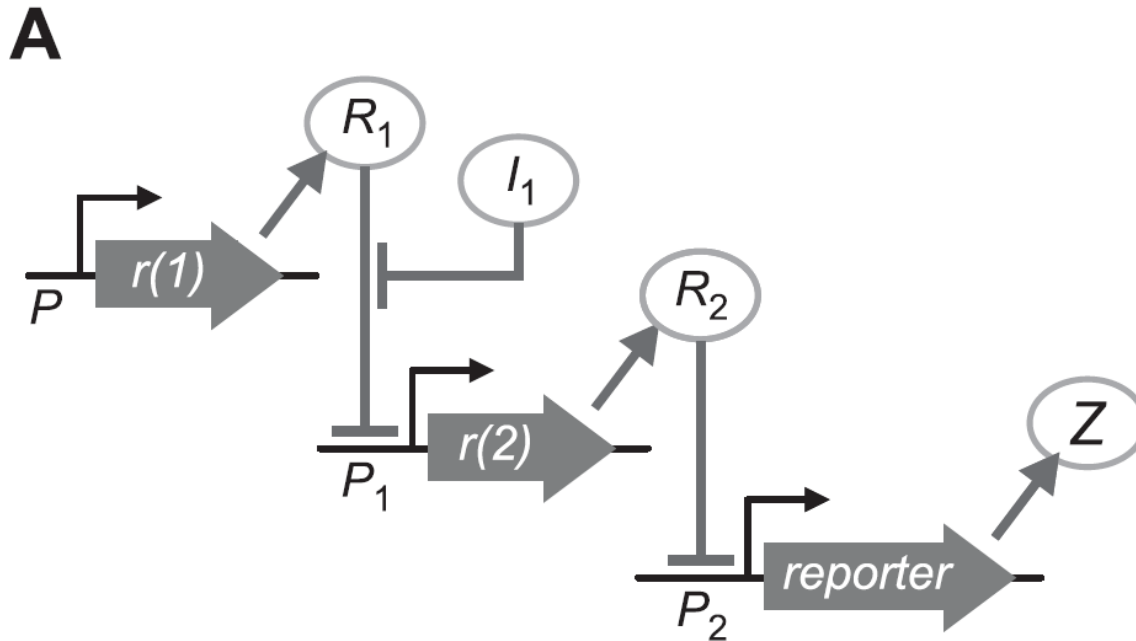 A
R₁
I₁
r(1)
P
R₂
r(2)
P₁
Z
reporter
P₂